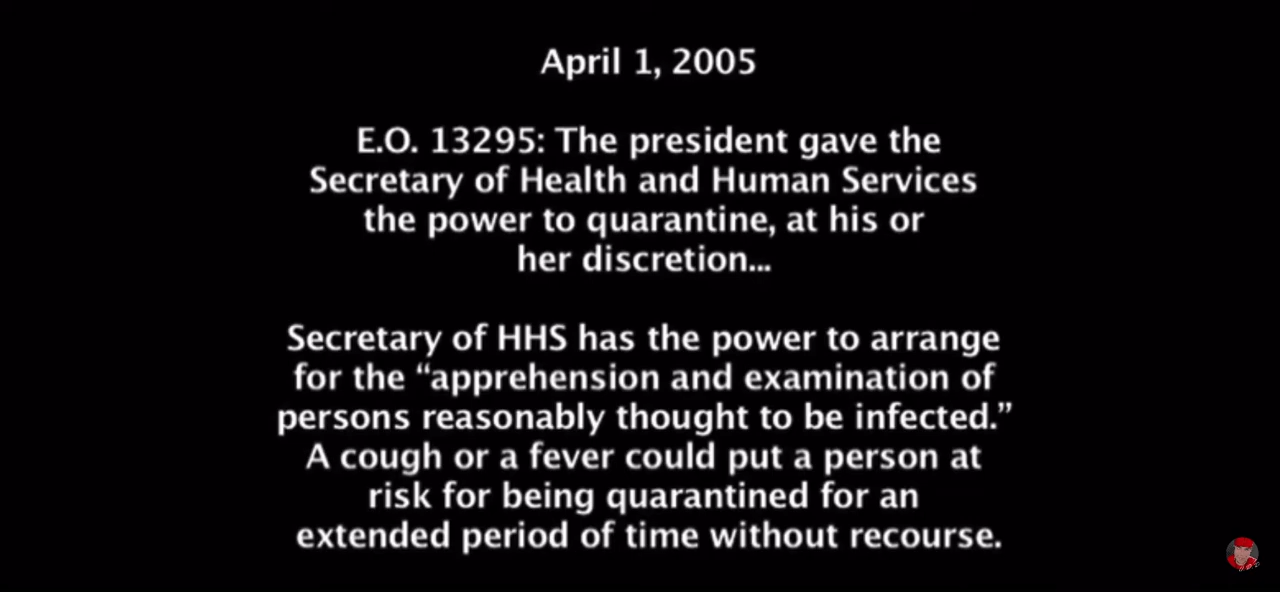 April 1, 2005
E.O. 13295: The president gave the
Secretary of Health and Human Services
the power to quarantine, at his or
her discretion...
Secretary of HHS has the power to arrange
for the “apprehension and examination of
persons reasonably thought to be infected.”
A cough or a fever could put a person at
risk for being quarantined for an
extended period of time without recourse.